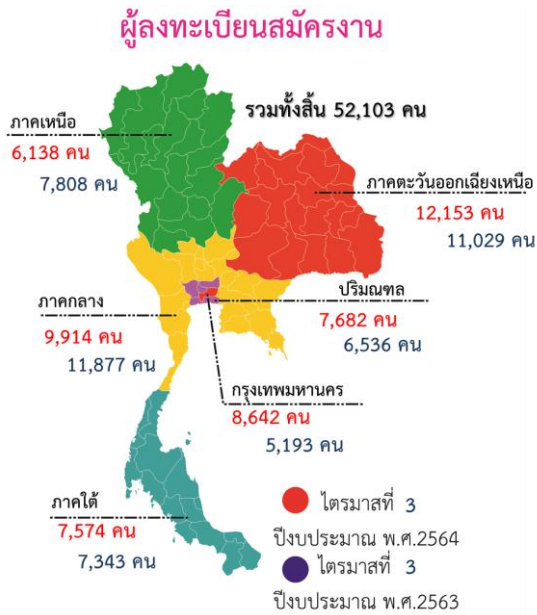 ผู้ลงทะเบียนสมัครงาน
รวมทั้งสิ้น 52,103 คน
ภาคเหนือ
6,138 คน
7,808 คน
ภาคตะวันออกเฉียงเหนือ
12,153 คน
11,029 คน
ปริมณฑล
7,682 คน
6,536 คน
ภาคกลาง
9,914 คน
11,877 คน
กรุงเทพมหานคร
8,642 คน
5,193 คน
ภาคใต้
7,574 คน
7,343 คน
ไตรมาสที่ 3
ปีงบประมาณ พ.ศ.2564
ไตรมาสที่ 3
ปีงบประมาณ พ.ศ.2563